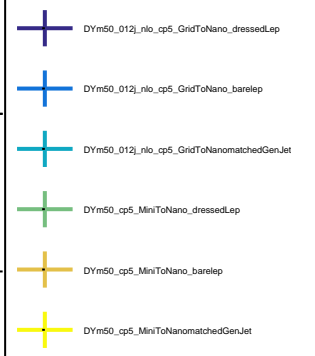 DYm50_012j_nlo_cp5_GridToNano_dressedLep
DYm50_012j_nlo_cp5_GridToNano_barelep
DYm50_012j_nlo_cp5_GridToNanomatchedGenJet
DYm50_cp5_MiniToNano_dressedLep
DYm50_cp5_MiniToNano_barelep
DYm50_cp5_MiniToNanomatchedGenJet